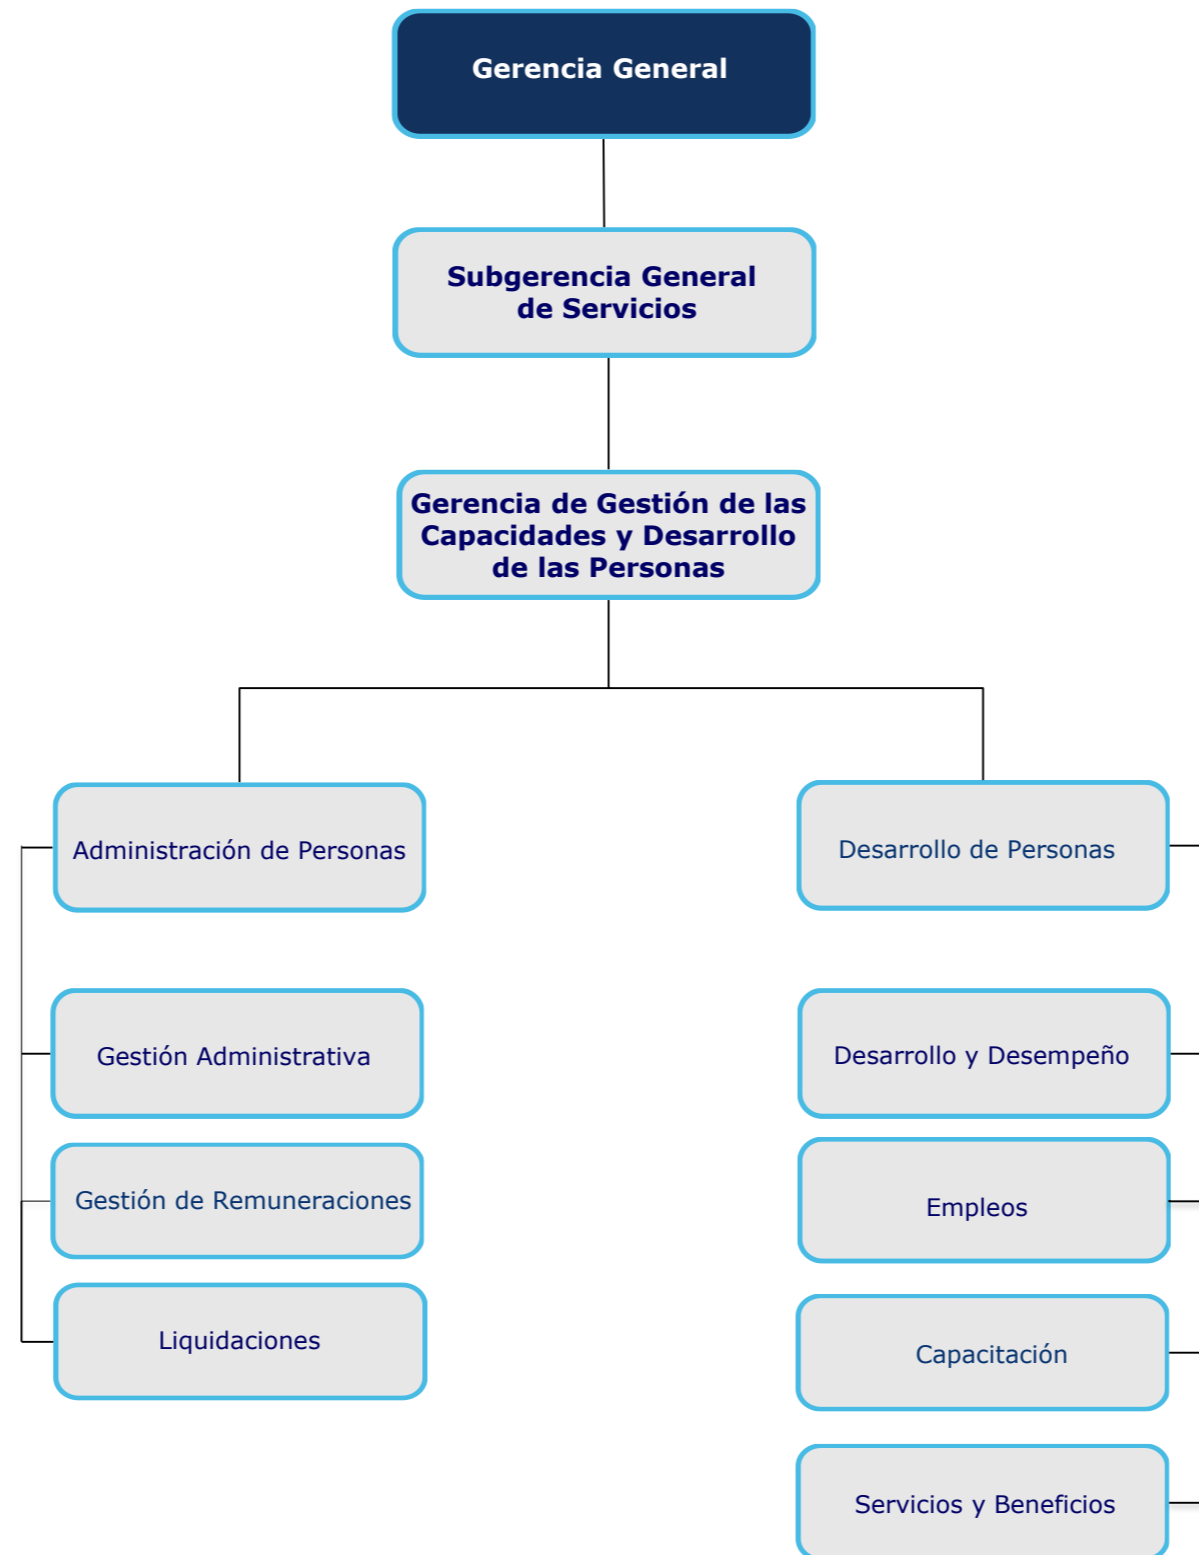 Gerencia General
Subgerencia General
de Servicios
Gerencia de Gestión de las
Capacidades y Desarrollo
de las Personas
Administración de Personas
Desarrollo de Personas
Gestión Administrativa
Desarrollo y Desempeño
Gestión de Remuneraciones
Empleos
Liquidaciones
Capacitación
Servicios y Beneficios